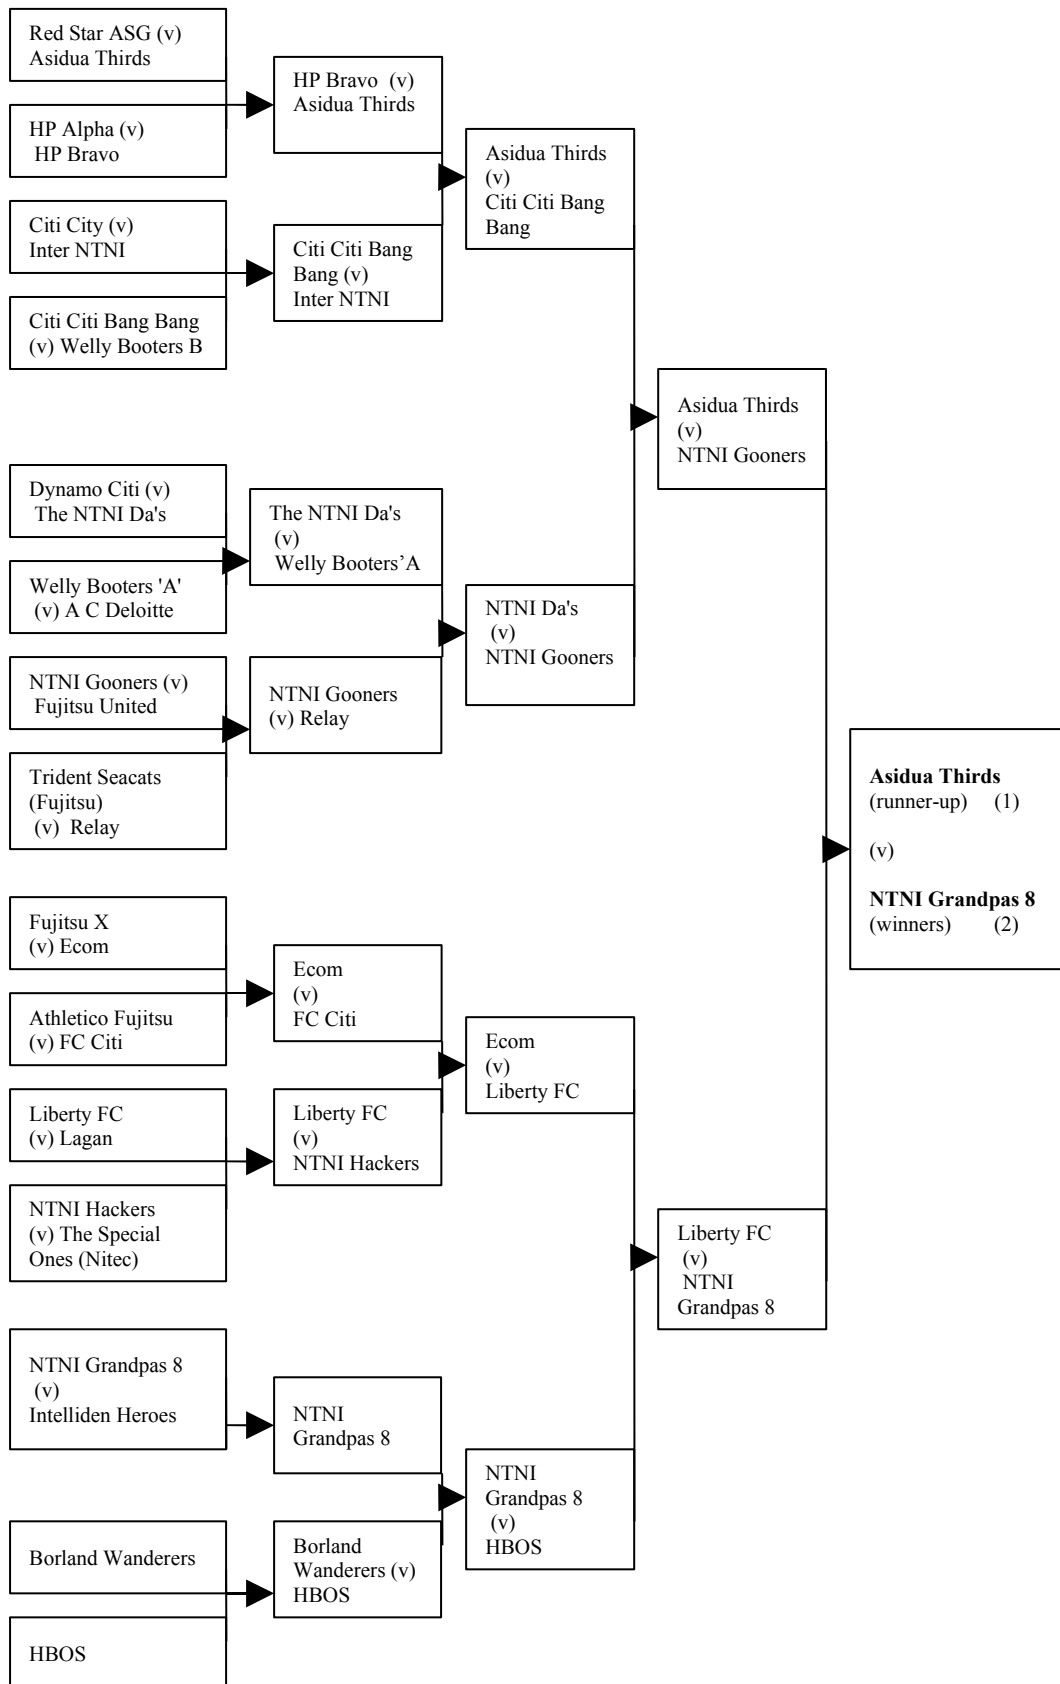 Red Star ASG (v)
Asidua Thirds
HP Alpha (v)
HP Bravo
Citi City (v)
Inter NTNI
Citi Citi Bang Bang
(v) Welly Booters B
Dynamo Citi (v)
The NTNI Da's
Welly Booters 'A'
(v) A C Deloitte
NTNI Gooners (v)
Fujitsu United
Trident Seacats
(Fujitsu)
(v) Relay
Fujitsu X
(v) Ecom
Athletico Fujitsu
(v) FC Citi
Liberty FC
(v) Lagan
NTNI Hackers
(v) The Special
Ones (Nitec)
NTNI Grandpas 8
(v)
Intelliden Heroes
Borland Wanderers
HBOS
HP Bravo (v)
Asidua Thirds
Citi Citi Bang
Bang (v)
Inter NTNI
The NTNI Da's
(v)
Welly Booters’A
NTNI Gooners
(v) Relay
Ecom
(v)
FC Citi
Liberty FC
(v)
NTNI Hackers
NTNI
Grandpas 8
Borland
Wanderers (v)
HBOS
Asidua Thirds
(v)
Citi Citi Bang
Bang
NTNI Da's
(v)
NTNI Gooners
Ecom
(v)
Liberty FC
NTNI
Grandpas 8
(v)
HBOS
Asidua Thirds
(v)
NTNI Gooners
Liberty FC
(v)
NTNI
Grandpas 8
Asidua Thirds
(runner-up) (1)
(v)
NTNI Grandpas 8
(winners) (2)